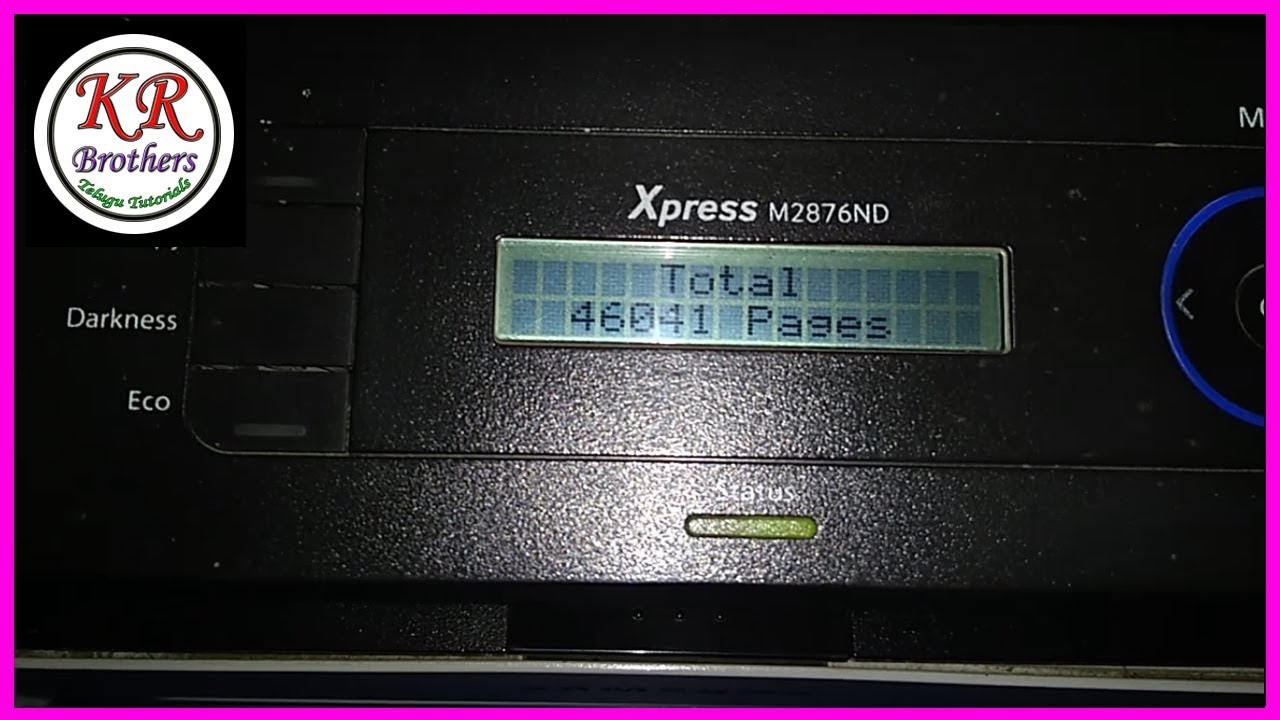 KR
Brothers
Telugu Tutorials
Xpress M2876ND
Total
46041 Pages
Darkness
Eco
Status